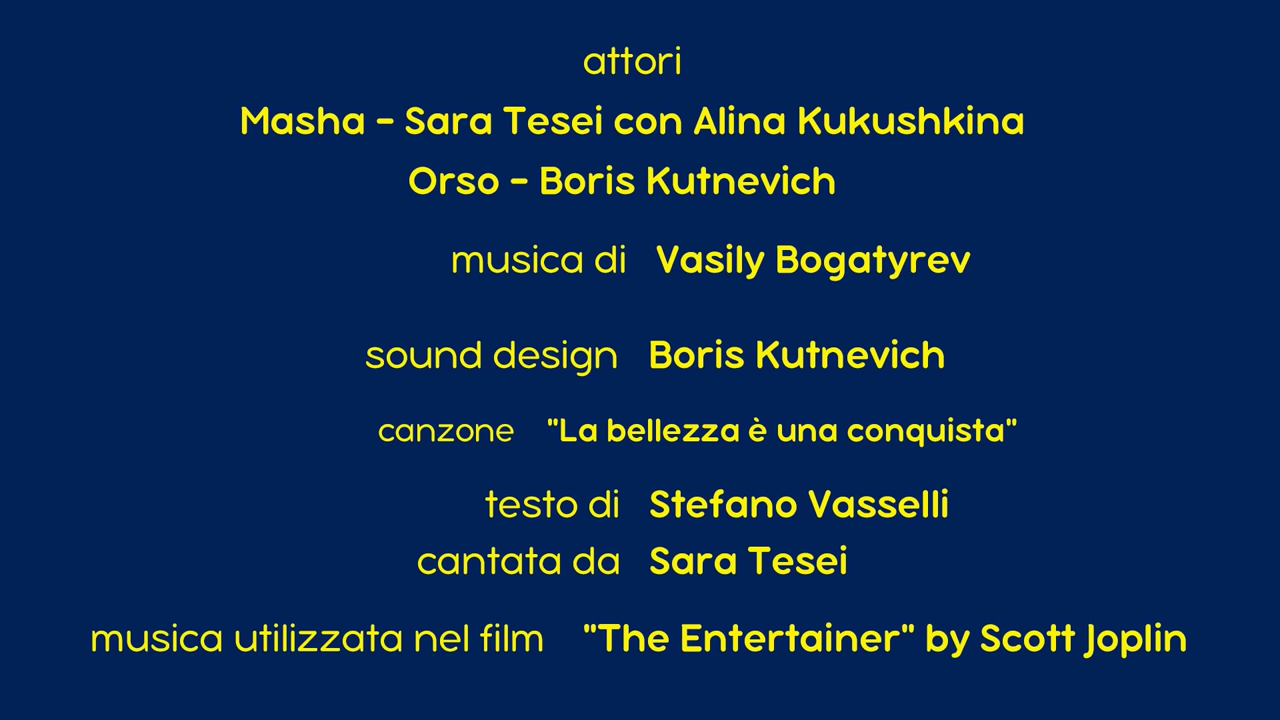 attori
Masha - Sara Tesei con Alina Kukushkina
Orso - Boris Kutnevich
musica di Vasily Bogatyrev
sound design Boris Kutnevich
canzone "La bellezza è una conquista"
testo di Stefano Vasselli
cantata da Sara Tesei
musica utilizzata nel film "The Entertainer" by Scott Joplin